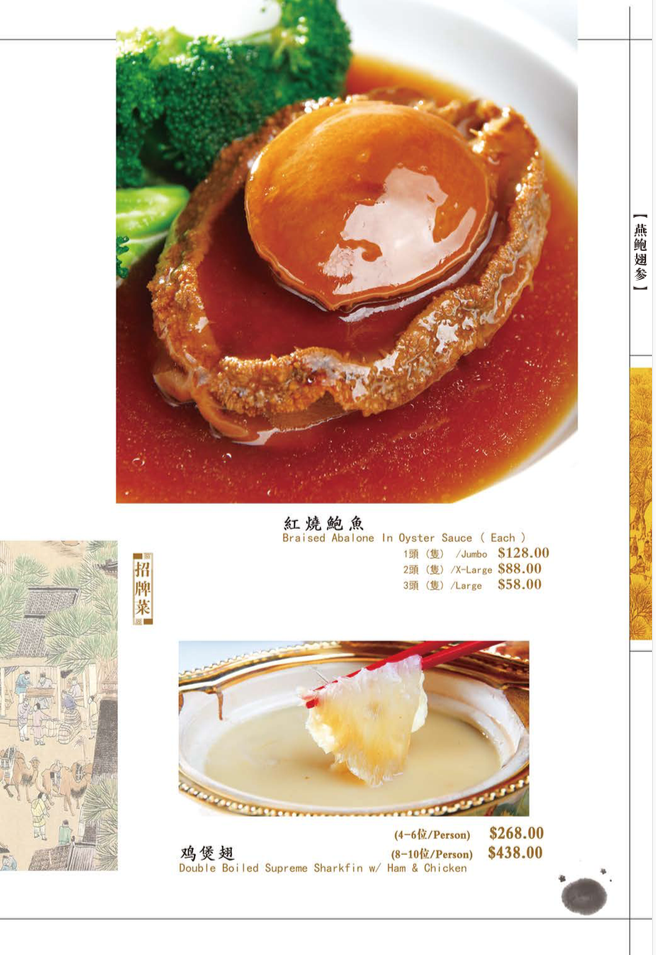 【燕鲍翅参】
紅燒鮑魚
Braised Abalone In Oyster Sauce ( Each )
1頭 (隻) /Jumbo $128.00
2頭 (隻) /X-Large $88.00
3頭 (隻) /Large $58.00
招牌菜
(4-6位/Person) $268.00
鸡煲翅 (8-10位/Person) $438.00
Double Boiled Supreme Sharkfin w/ Ham & Chicken